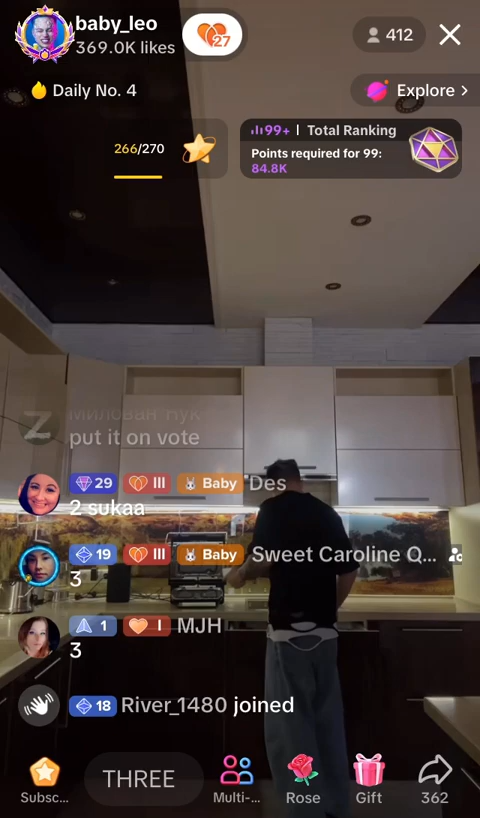 baby_leo
369.0K likes
27
412
Daily No. 4
Explore >
266/270
99+ | Total Ranking
Points required for 99:
84.8K
Милован Нук
put it on vote
29 III Baby Des
2 sukaa
19 III Baby Sweet Caroline Q...
3
1 I MJH
3
18 River_1480 joined
THREE
Subsc... Multi-... Rose Gift 362